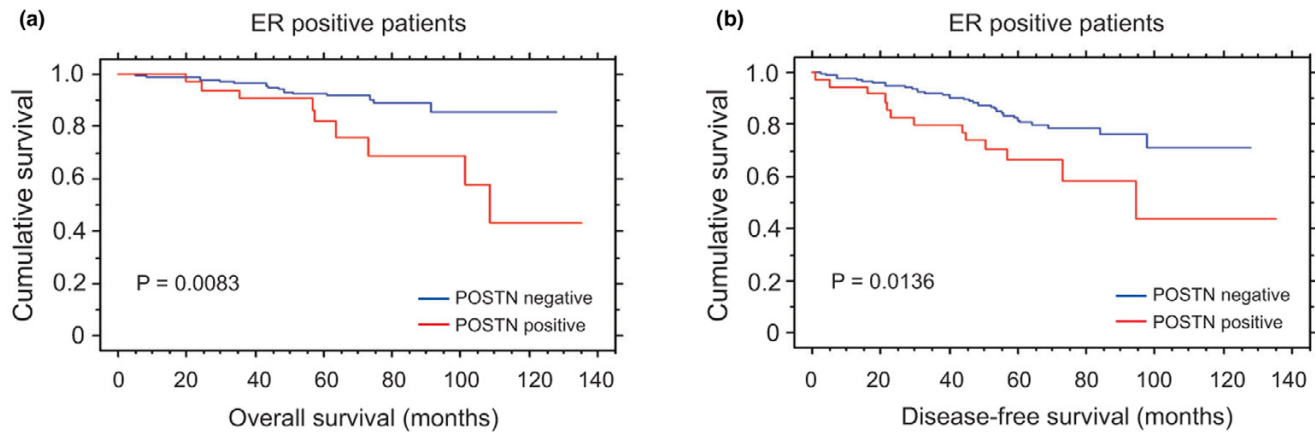 (a)
ER positive patients
Cumulative survival
1.0
0.8
0.6
0.4
0.2
0
P = 0.0083
POSTN negative
POSTN positive
0 20 40 60 80 100 120 140
Overall survival (months)
(b)
ER positive patients
Cumulative survival
1.0
0.8
0.6
0.4
0.2
0
P = 0.0136
POSTN negative
POSTN positive
0 20 40 60 80 100 120 140
Disease-free survival (months)